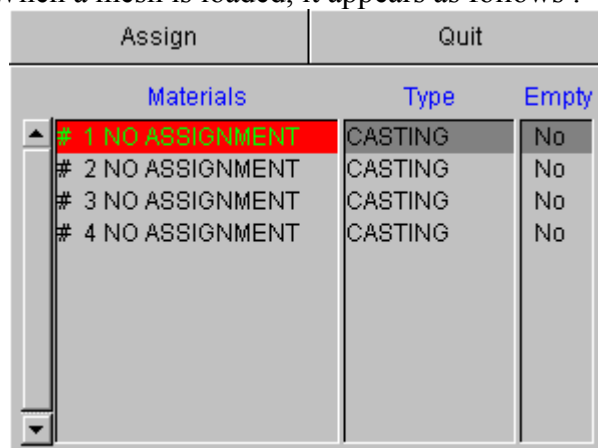 When a mesh is loaded, it appears as follows :
Assign Quit
Materials Type Empty
# 1 NO ASSIGNMENT CASTING No
# 2 NO ASSIGNMENT CASTING No
# 3 NO ASSIGNMENT CASTING No
# 4 NO ASSIGNMENT CASTING No